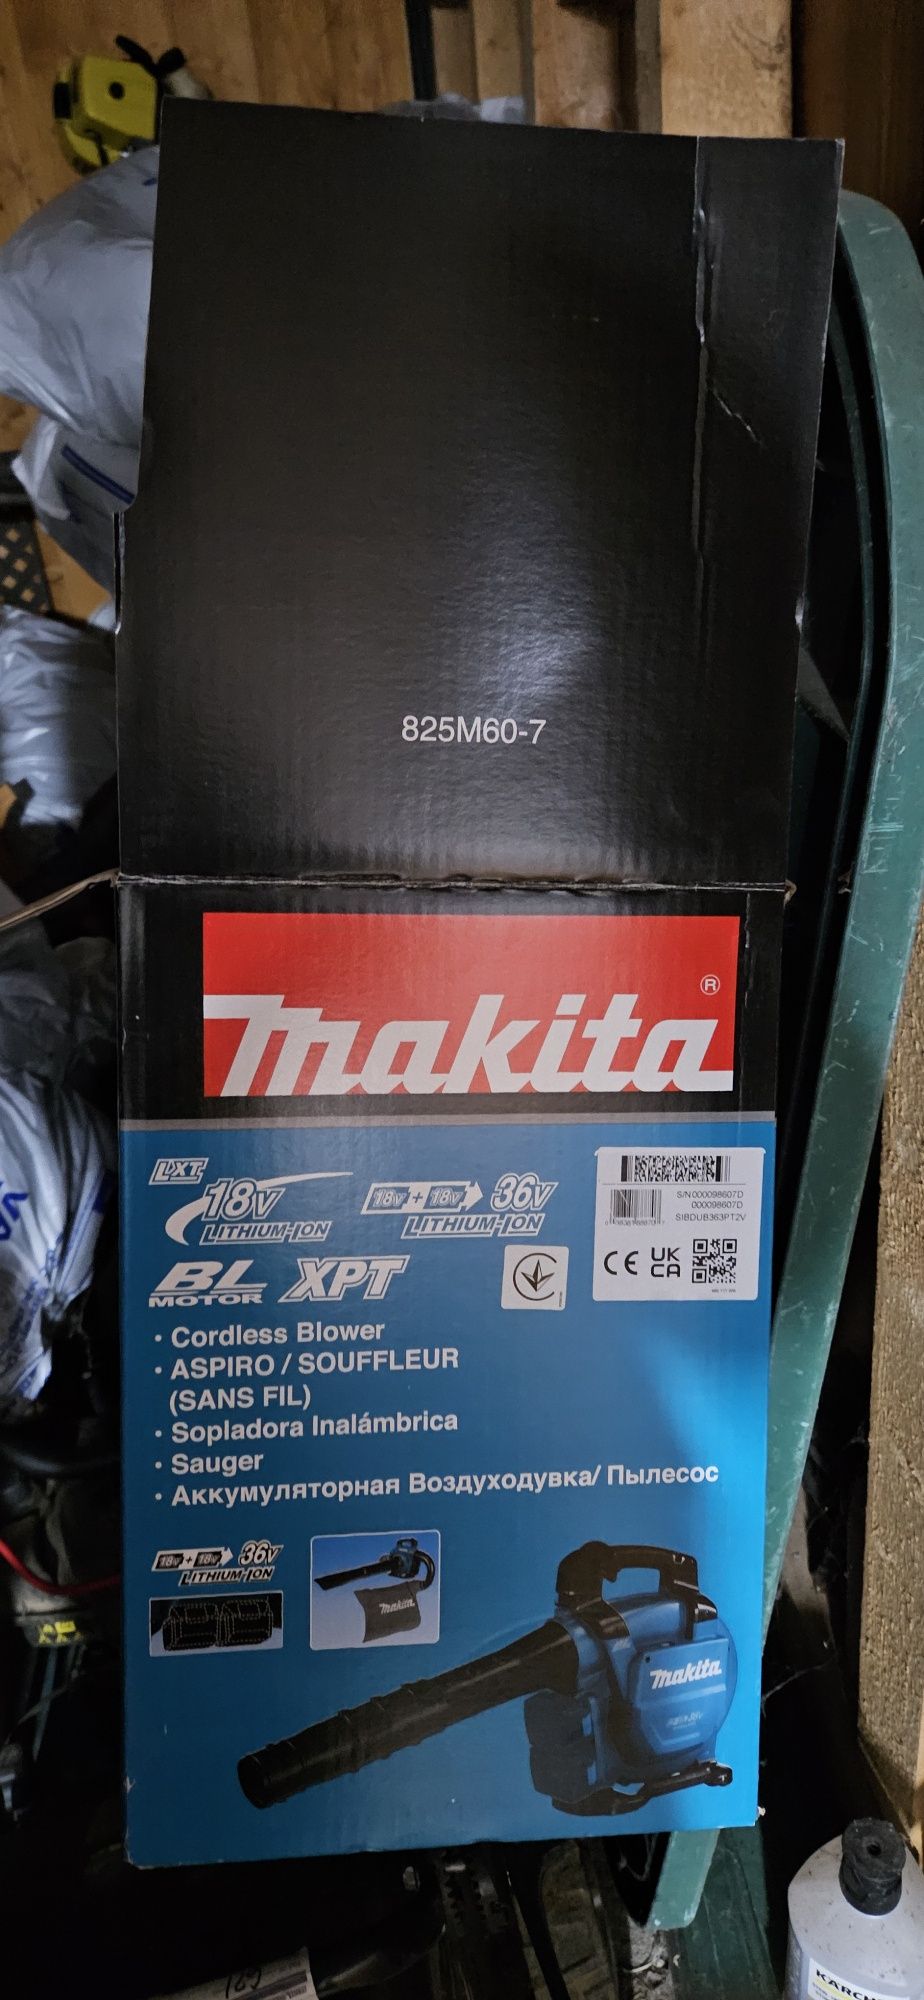 825M60-7
makita®
LXT
18V
LITHIUM-ION
18V + 18V 36V
LITHIUM-ION
S/N 000098607D
000098607D
SIBDUB363PT2V
CE UK CA
BL
MOTOR
XPT
• Cordless Blower
• ASPIRO / SOUFFLEUR
(SANS FIL)
• Sopladora Inalámbrica
• Sauger
• Аккумуляторная Воздуходувка/ Пылесос
18V + 18V 36V
LITHIUM-ION
makita
makita
KÄRCHER